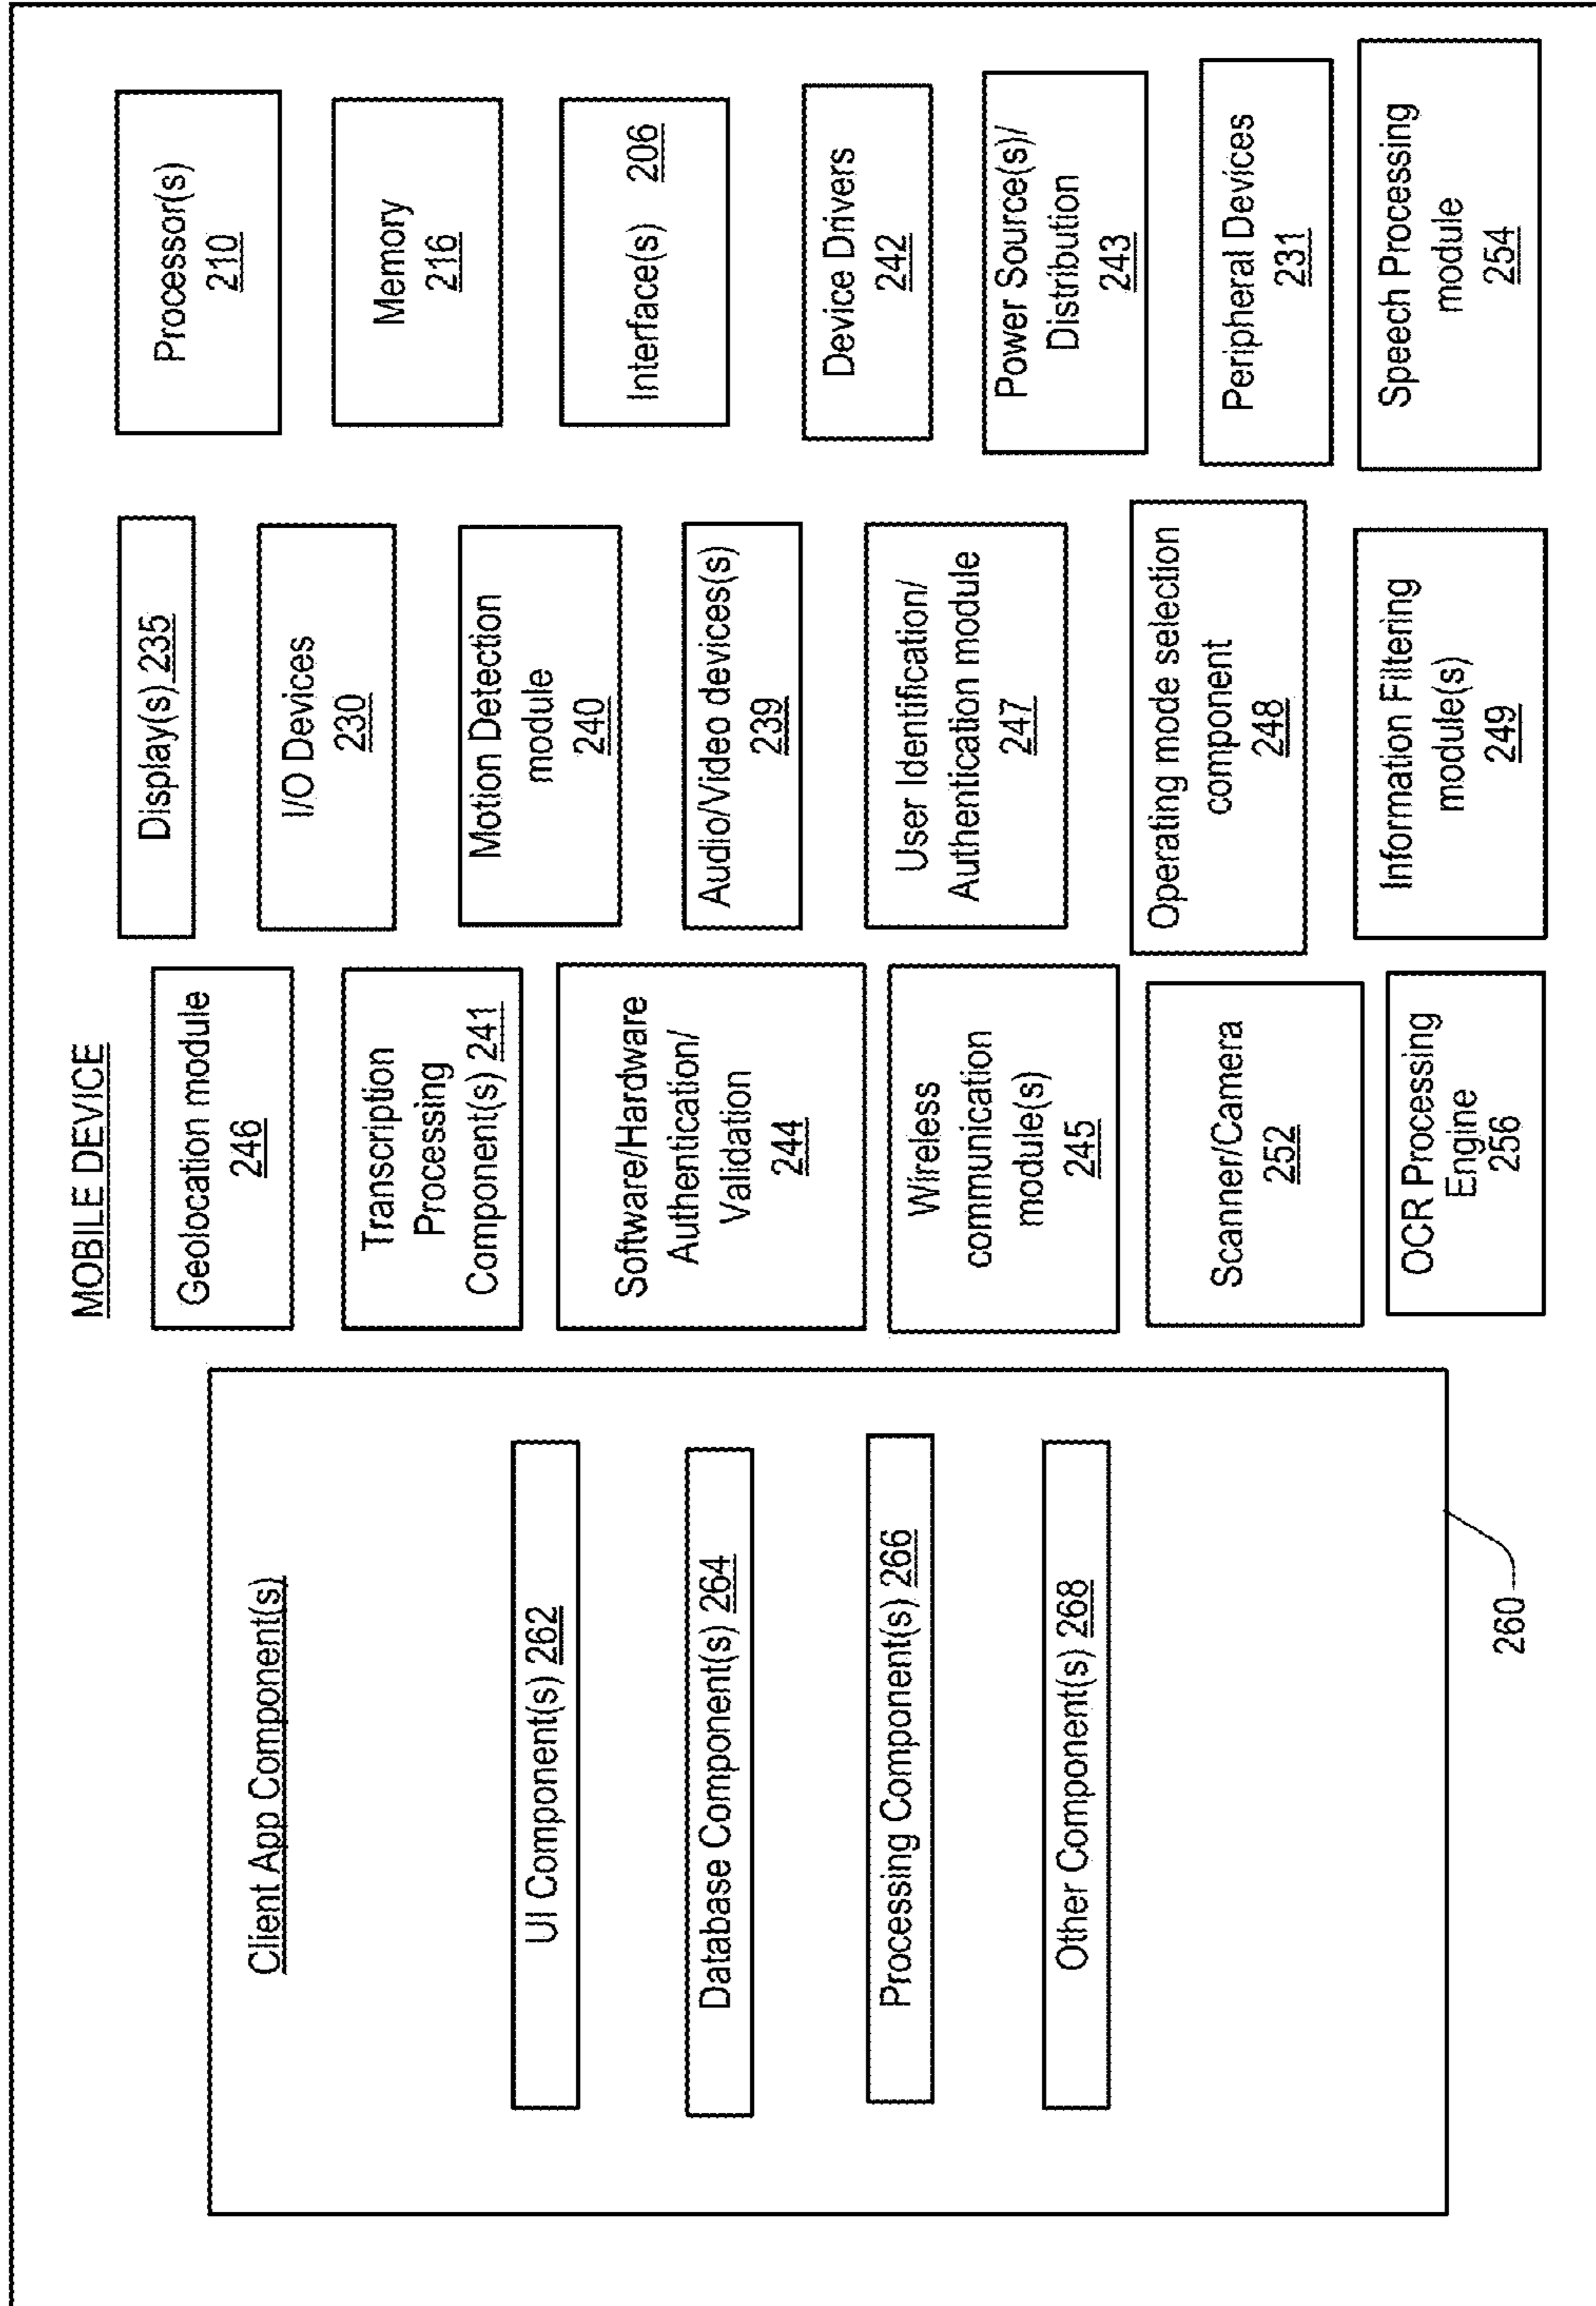 MOBILE DEVICE
Client App Component(s)
UI Component(s) 262
Database Component(s) 264
Processing Component(s) 266
Other Component(s) 268
260
Geolocation module
246
Transcription
Processing
Component(s) 241
Software/Hardware
Authentication/
Validation
244
Wireless
communication
module(s)
245
Scanner/Camera
252
OCR Processing
Engine
256
Display(s) 235
I/O Devices
230
Motion Detection
module
240
Audio/Video devices(s)
239
User Identification/
Authentication module
247
Operating mode selection
component
248
Information Filtering
module(s)
249
Processor(s)
210
Memory
216
Interface(s) 206
Device Drivers
242
Power Source(s)/
Distribution
243
Peripheral Devices
231
Speech Processing
module
254